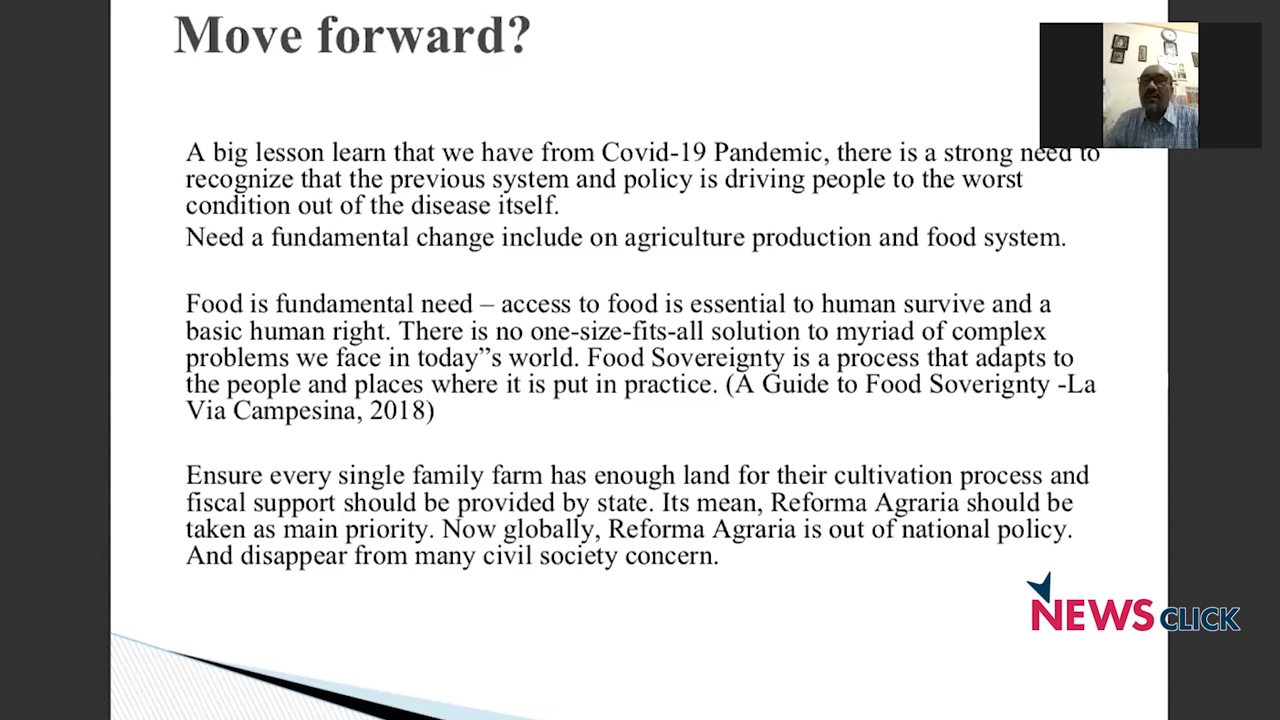 Move forward?
A big lesson learn that we have from Covid-19 Pandemic, there is a strong need to
recognize that the previous system and policy is driving people to the worst
condition out of the disease itself.
Need a fundamental change include on agriculture production and food system.
Food is fundamental need – access to food is essential to human survive and a
basic human right. There is no one-size-fits-all solution to myriad of complex
problems we face in today”s world. Food Sovereignty is a process that adapts to
the people and places where it is put in practice. (A Guide to Food Soverignty -La
Via Campesina, 2018)
Ensure every single family farm has enough land for their cultivation process and
fiscal support should be provided by state. Its mean, Reforma Agraria should be
taken as main priority. Now globally, Reforma Agraria is out of national policy.
And disappear from many civil society concern.
NEWSCLICK